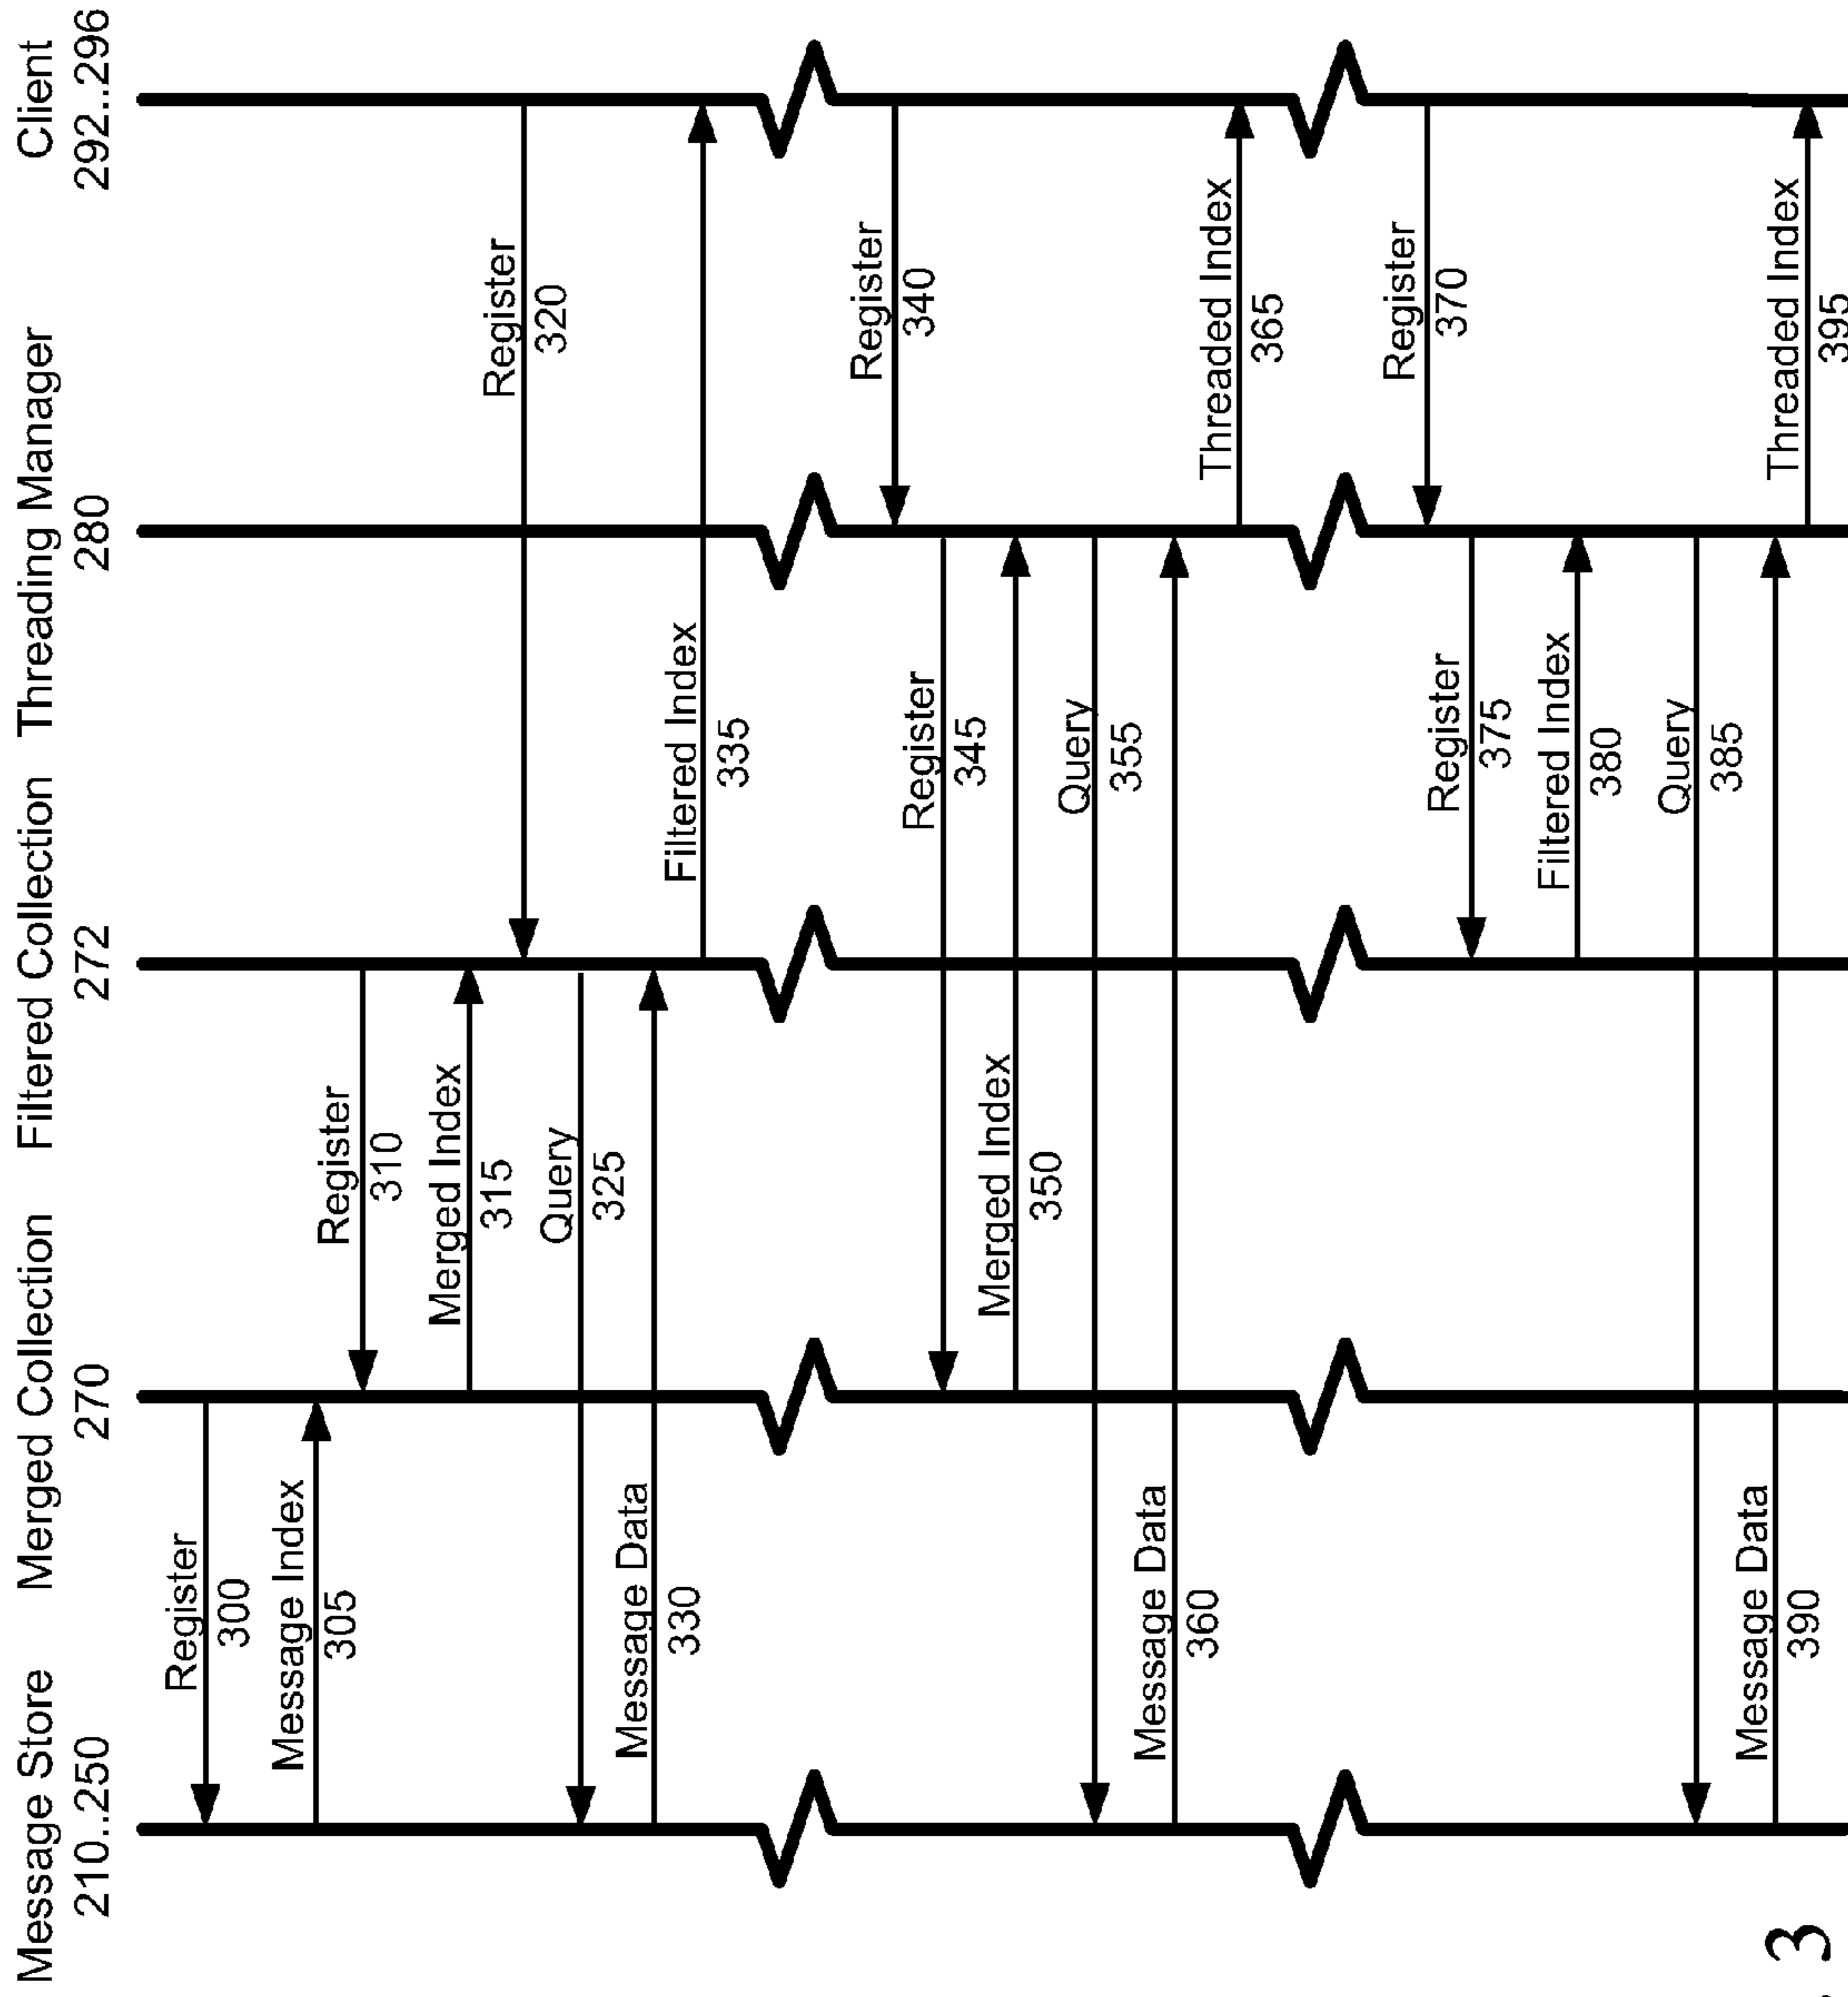 Message Store
210...250
Merged Collection
270
Filtered Collection
272
Threading Manager
280
Client
292...296
Register
300
Message Index
305
Register
310
Merged Index
315
Register
320
Query
325
Message Data
330
Filtered Index
335
Register
340
Register
345
Merged Index
350
Query
355
Message Data
360
Threaded Index
365
Register
370
Register
375
Filtered Index
380
Query
385
Message Data
390
Threaded Index
395
3